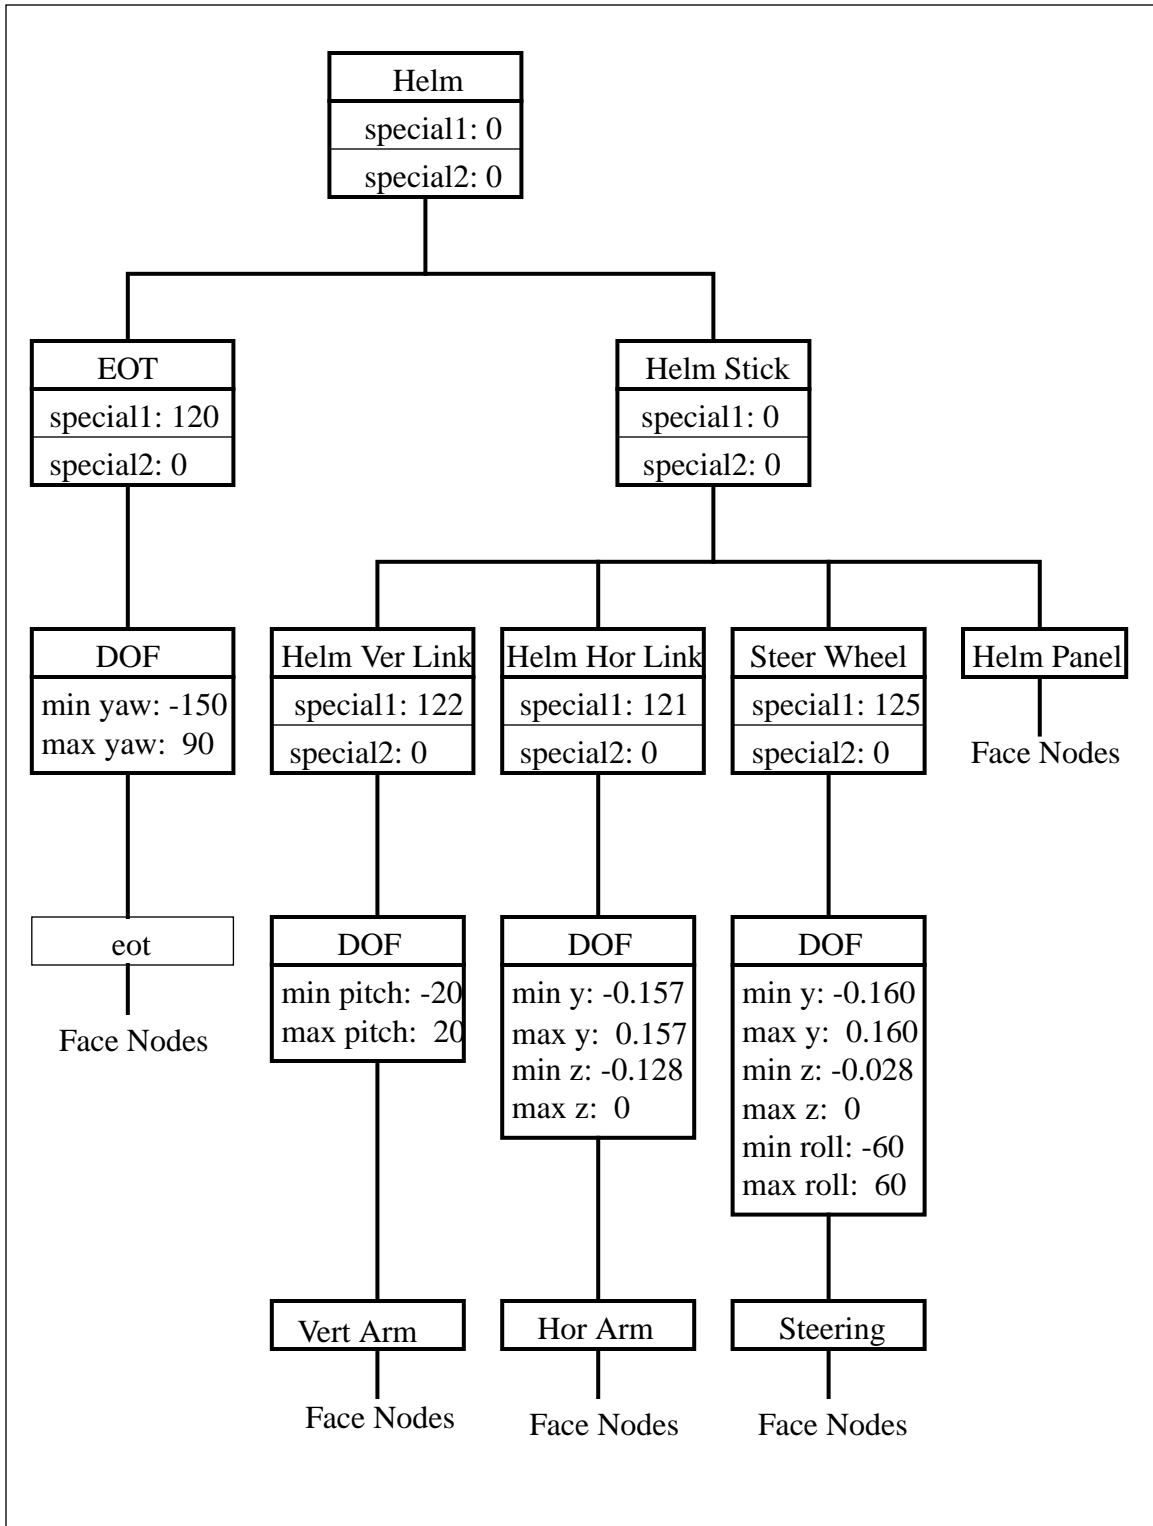 Helm
special1: 0
special2: 0
EOT
special1: 120
special2: 0
Helm Stick
special1: 0
special2: 0
DOF
min yaw: -150
max yaw: 90
Helm Ver Link
special1: 122
special2: 0
Helm Hor Link
special1: 121
special2: 0
Steer Wheel
special1: 125
special2: 0
Helm Panel
Face Nodes
eot
Face Nodes
DOF
min pitch: -20
max pitch: 20
DOF
min y: -0.157
max y: 0.157
min z: -0.128
max z: 0
DOF
min y: -0.160
max y: 0.160
min z: -0.028
max z: 0
min roll: -60
max roll: 60
Vert Arm
Face Nodes
Hor Arm
Face Nodes
Steering
Face Nodes